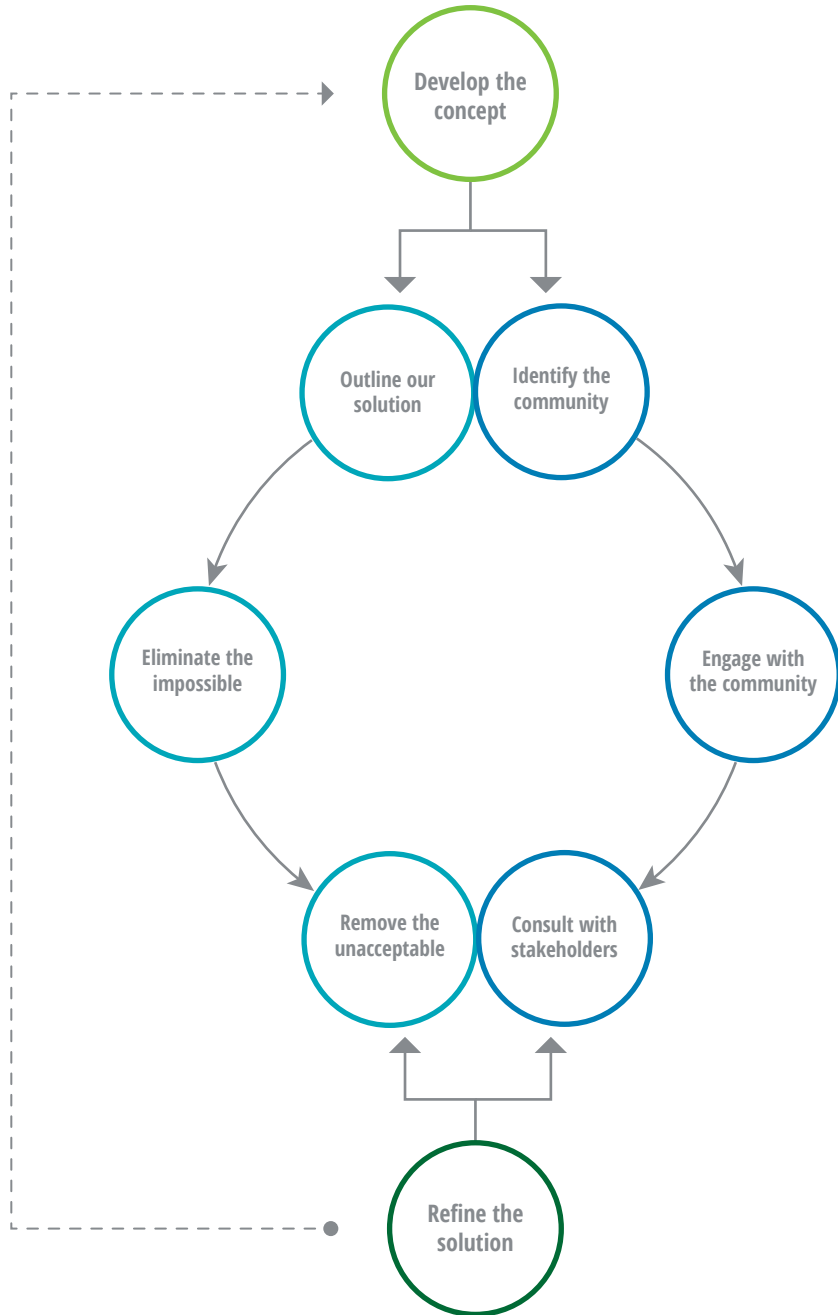 Develop the
concept
Outline our
solution
Identify the
community
Eliminate the
impossible
Engage with
the community
Remove the
unacceptable
Consult with
stakeholders
Refine the
solution